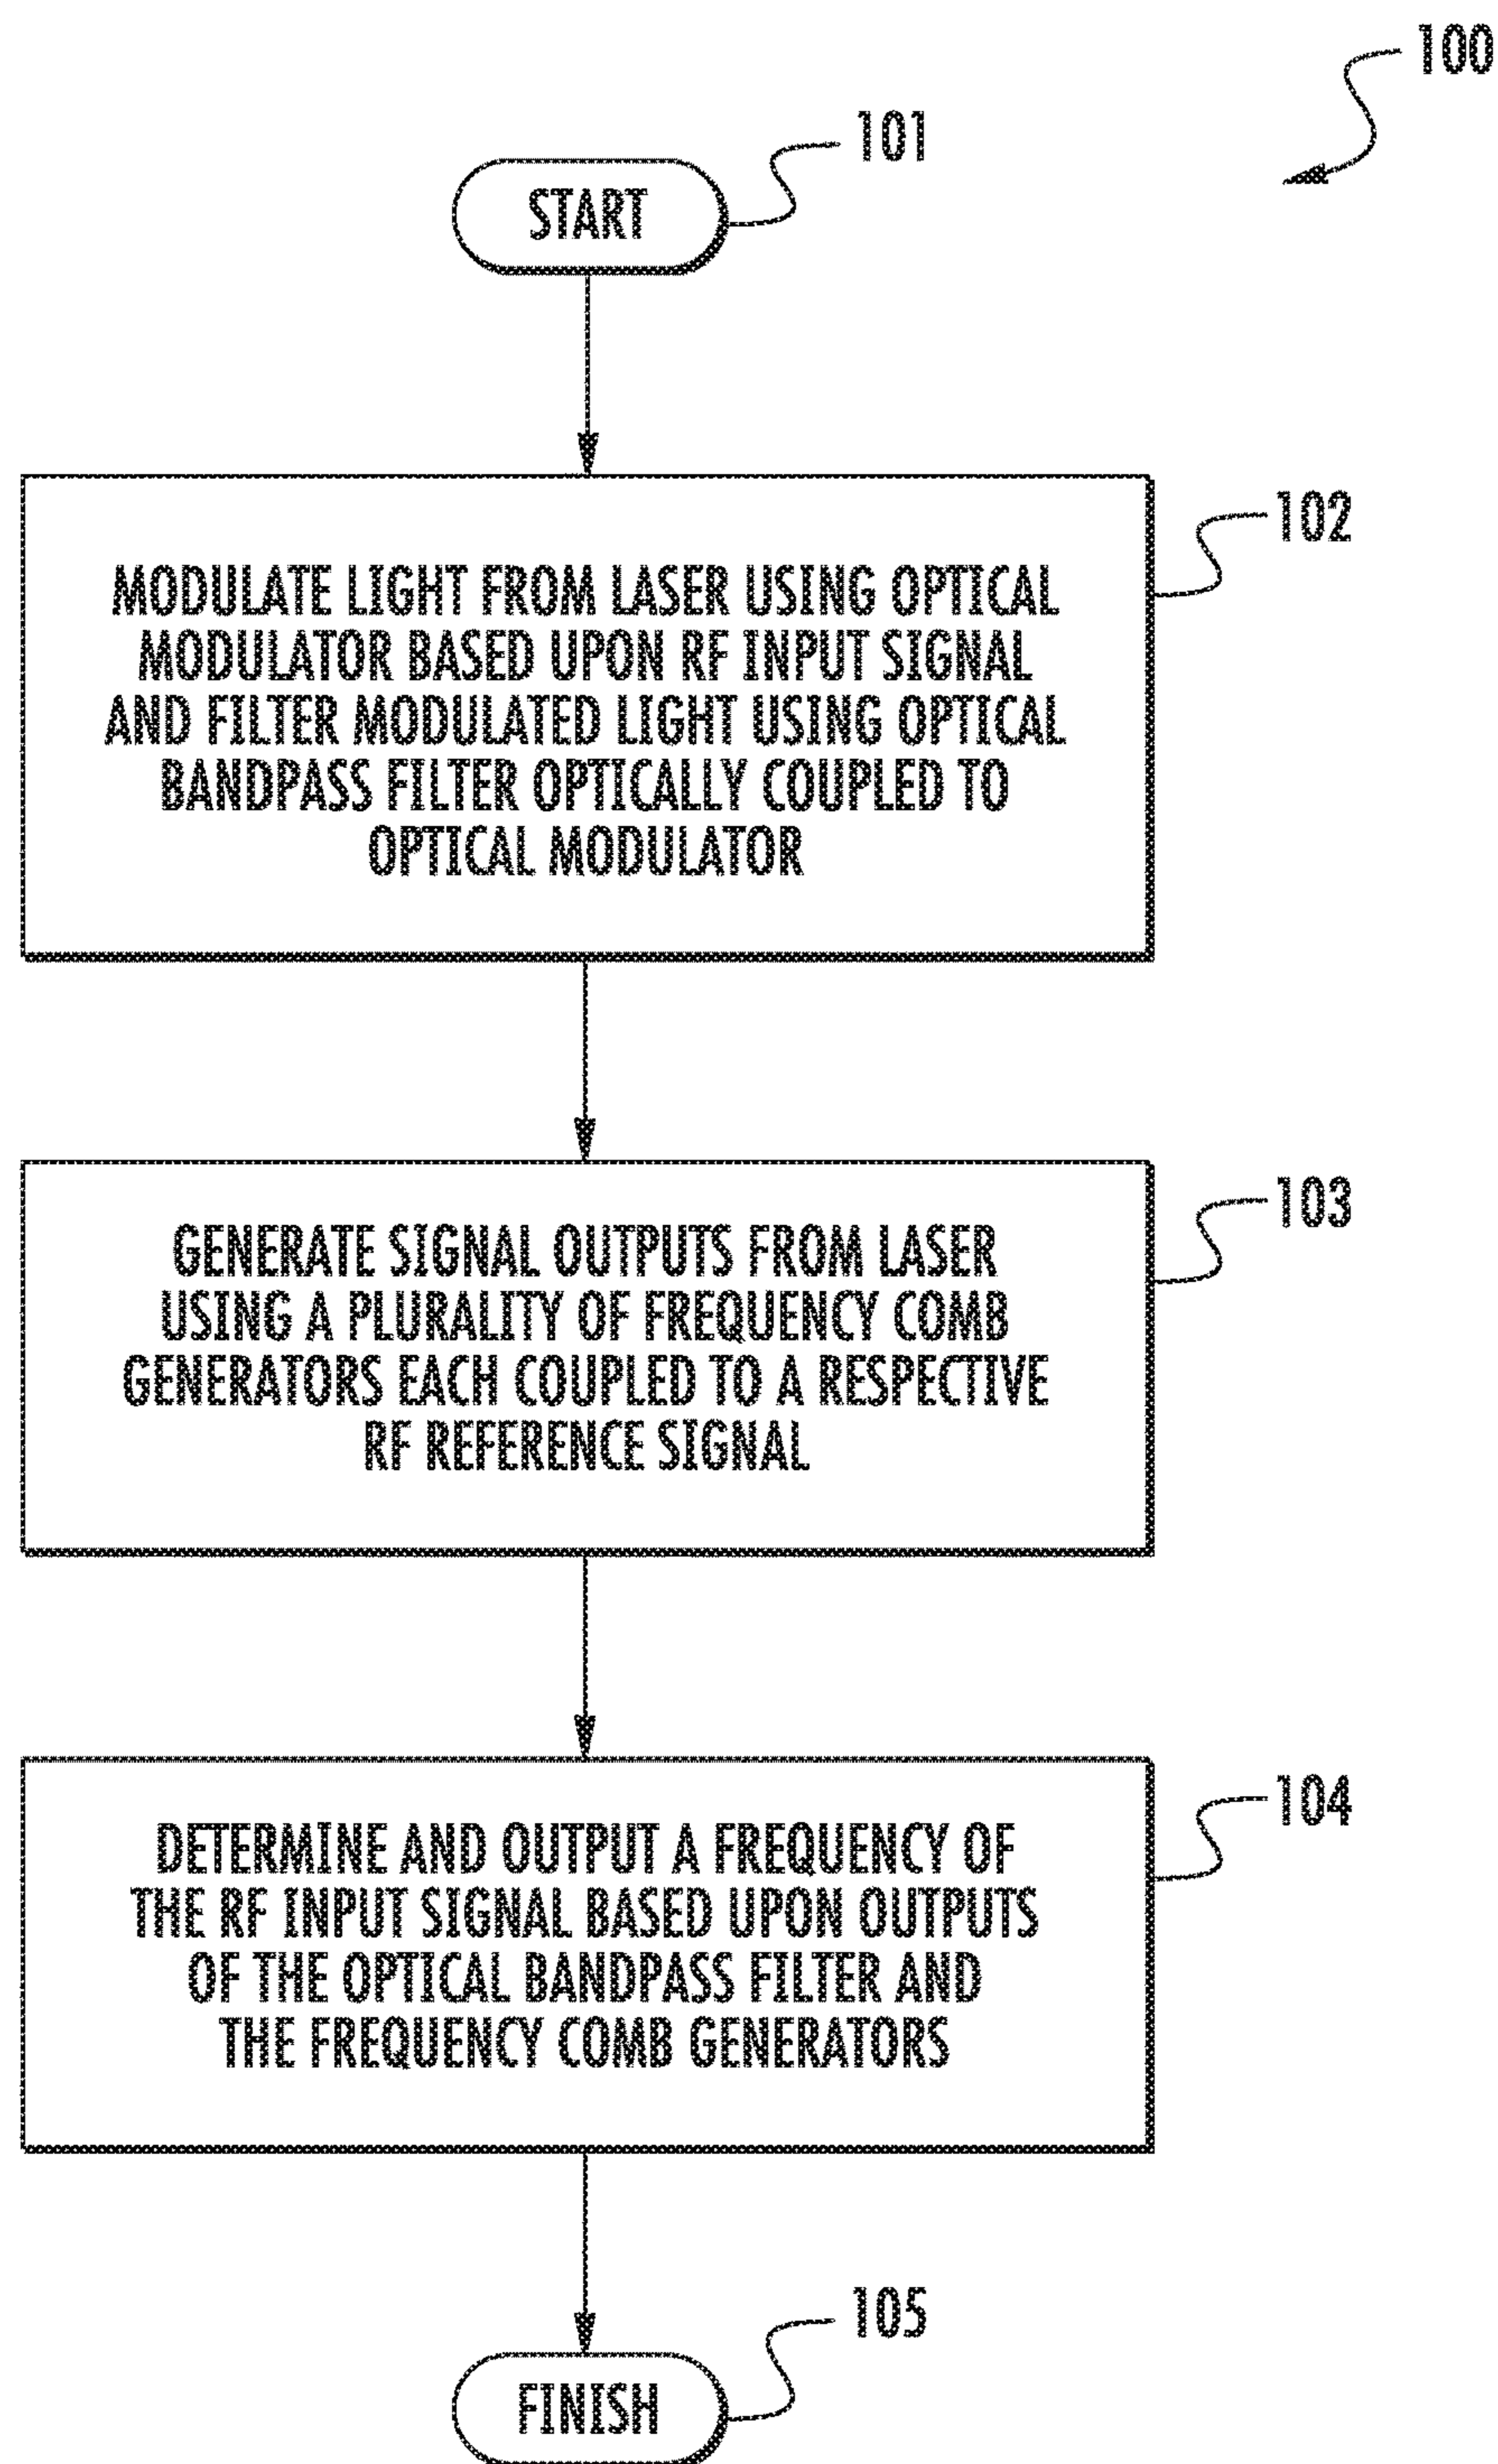 100
101
START
102
MODULATE LIGHT FROM LASER USING OPTICAL
MODULATOR BASED UPON RF INPUT SIGNAL
AND FILTER MODULATED LIGHT USING OPTICAL
BANDPASS FILTER OPTICALLY COUPLED TO
OPTICAL MODULATOR
103
GENERATE SIGNAL OUTPUTS FROM LASER
USING A PLURALITY OF FREQUENCY COMB
GENERATORS EACH COUPLED TO A RESPECTIVE
RF REFERENCE SIGNAL
104
DETERMINE AND OUTPUT A FREQUENCY OF
THE RF INPUT SIGNAL BASED UPON OUTPUTS
OF THE OPTICAL BANDPASS FILTER AND
THE FREQUENCY COMB GENERATORS
105
FINISH